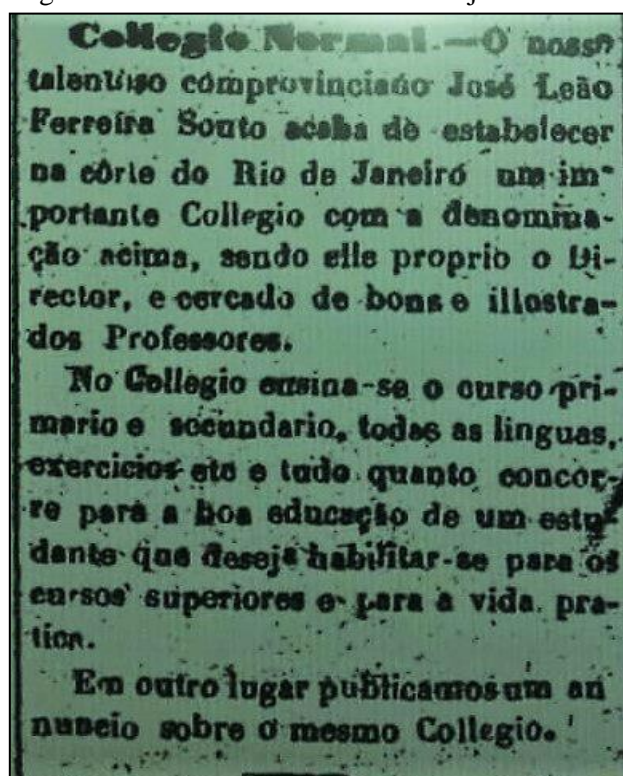 Collegio Normal.—O nosso
talentoso comprovinciano José Leão
Ferreira Souto acaba de estabelecer
na côrte do Rio de Janeiro um im-
portante Collegio com a denomina-
ção acima, sendo elle proprio o Di-
rector, e cercado de bons e illustra-
dos Professores.
No Collegio ensina-se o curso pri-
mario e secundario, todas as linguas,
exercicios etc e tudo quanto concor-
re para a boa educação de um estu-
dante que deseja habilitar-se para os
cursos superiores e para a vida pra-
tica.
Em outro lugar publicamos um an
nuncio sobre o mesmo Collegio.